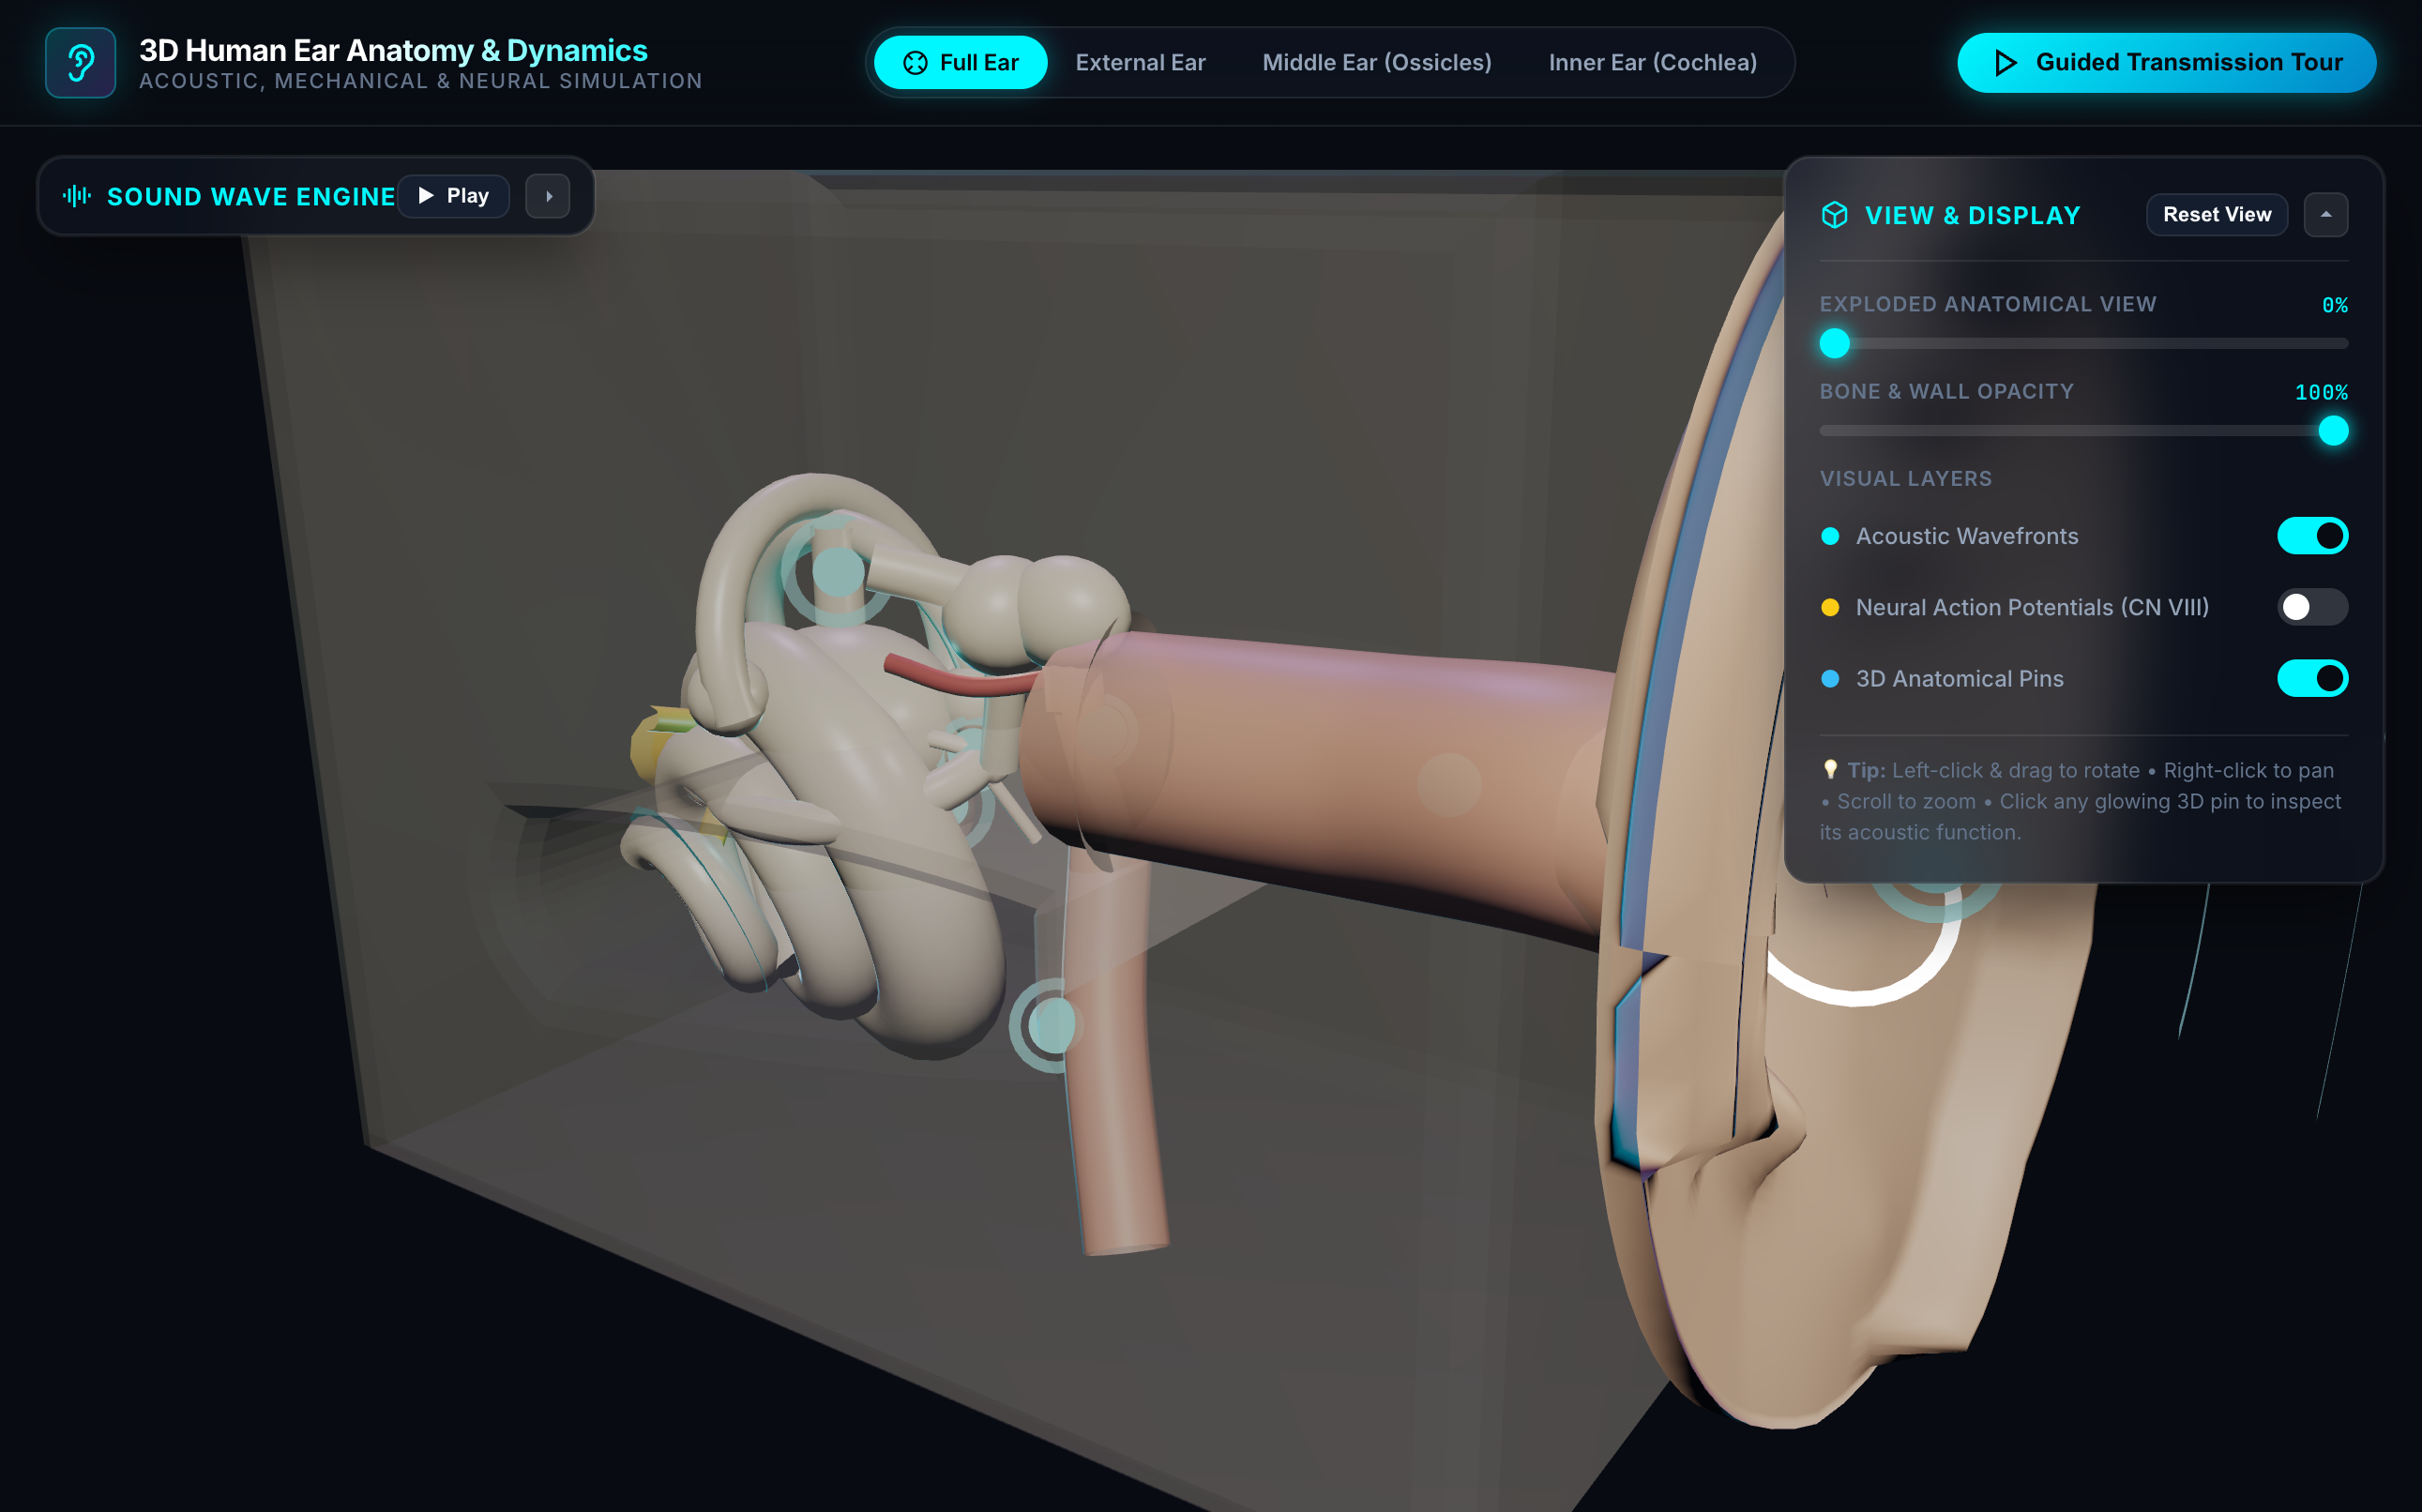 3D Human Ear Anatomy & Dynamics
ACOUSTIC, MECHANICAL & NEURAL SIMULATION
Full Ear
External Ear
Middle Ear (Ossicles)
Inner Ear (Cochlea)
Guided Transmission Tour
SOUND WAVE ENGINE
Play
VIEW & DISPLAY
Reset View
EXPLODED ANATOMICAL VIEW
0%
BONE & WALL OPACITY
100%
VISUAL LAYERS
Acoustic Wavefronts
Neural Action Potentials (CN VIII)
3D Anatomical Pins
Tip: Left-click & drag to rotate • Right-click to pan
• Scroll to zoom • Click any glowing 3D pin to inspect
its acoustic function.